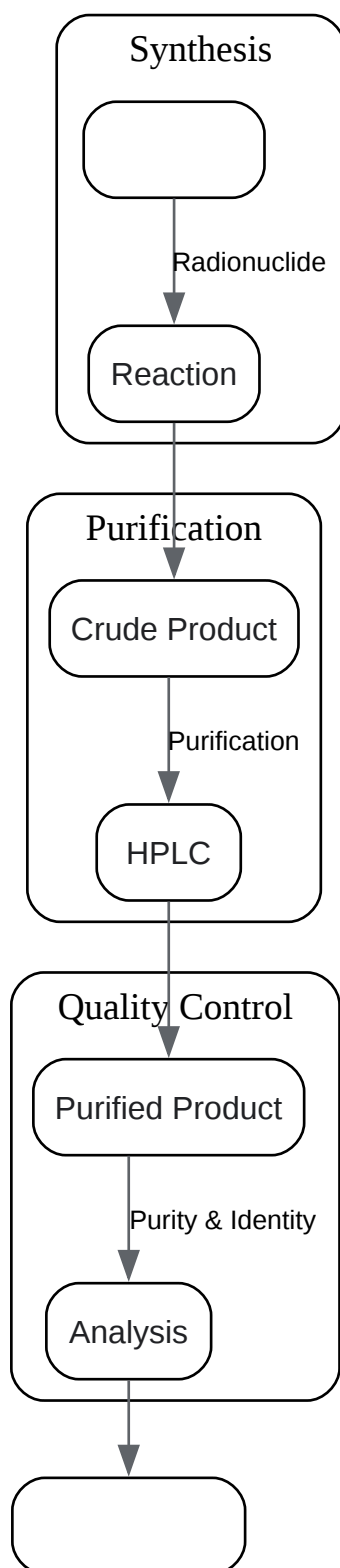 Synthesis
Radionuclide
Reaction
Purification
Crude Product
Purification
HPLC
Quality Control
Purified Product
Purity & Identity
Analysis